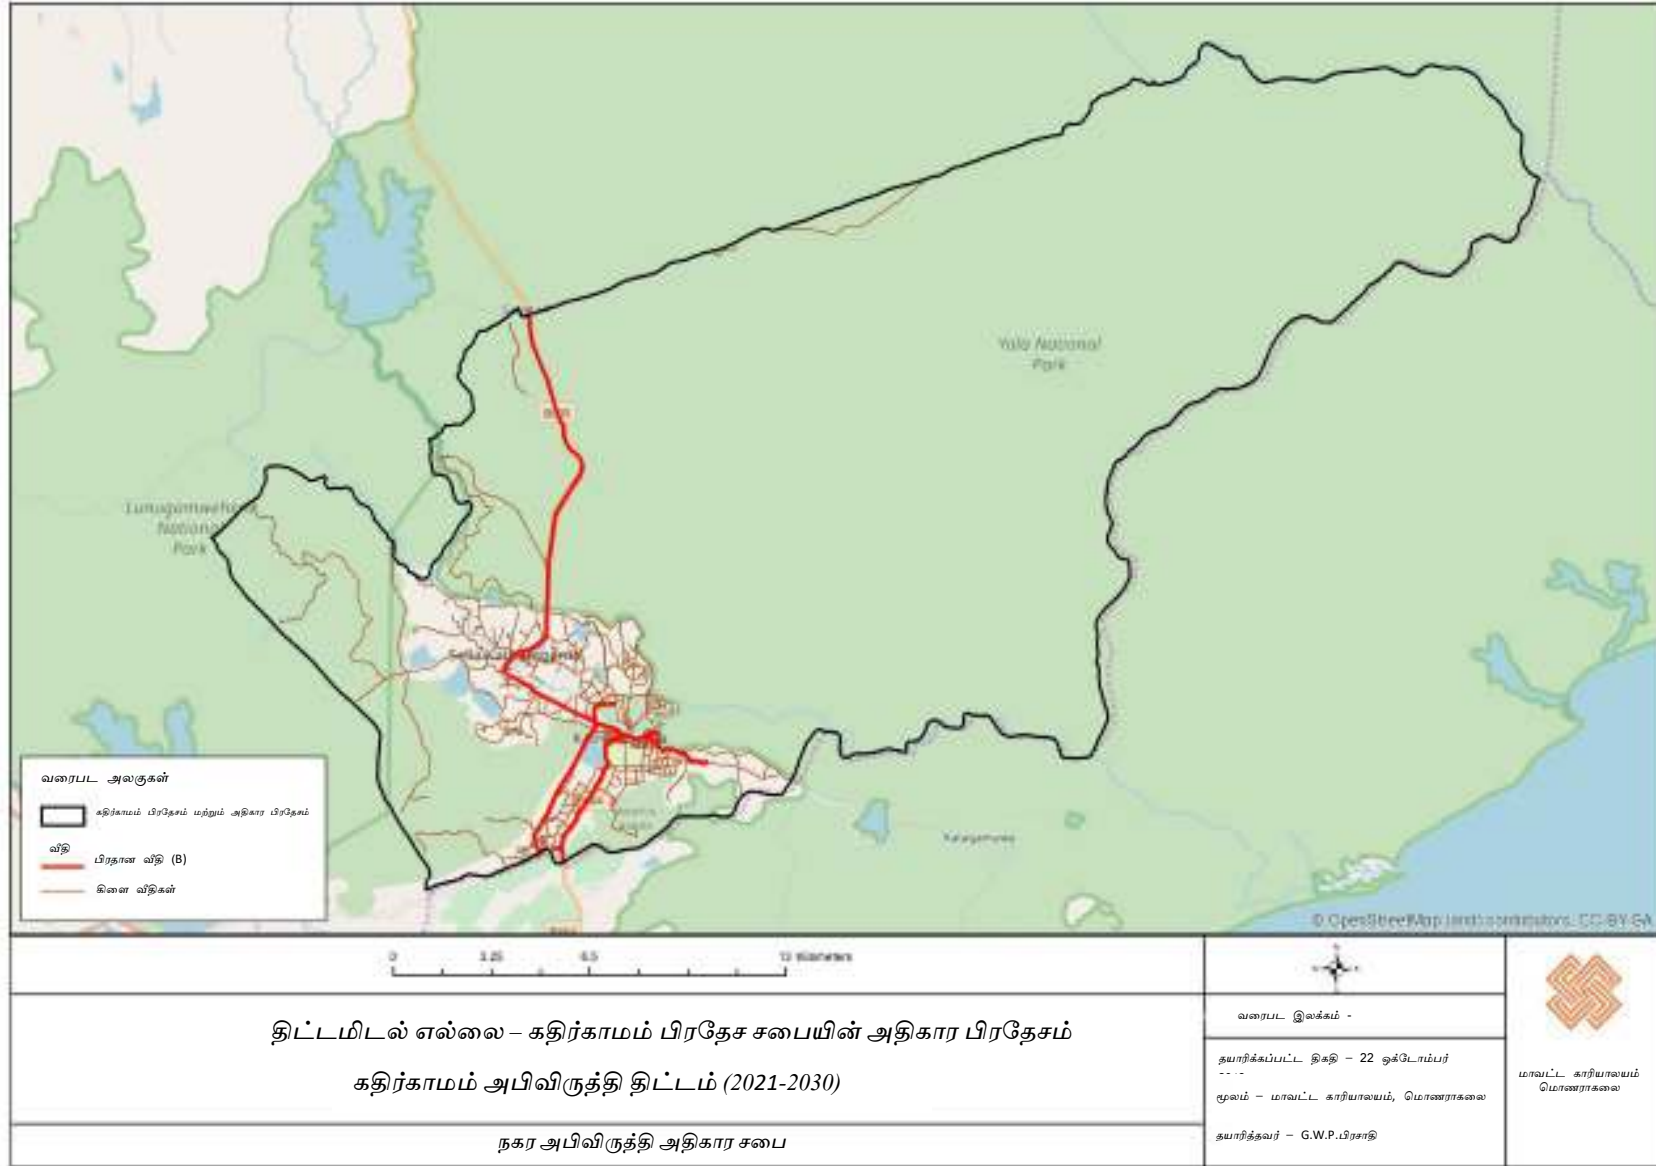 Yala National
Park
National
Park
வரைபட அலகுகள்
கதிர்காமம் பிரதேசம் மற்றும் அதிகார பிரதேசம்
வீதி
பிரதான வீதி (B)
கிளை வீதிகள்
© OpenStreetMap (and) contributors, CC-BY-SA
0 3.25 6.5 13 Kilometers
திட்டமிடல் எல்லை – கதிர்காமம் பிரதேச சபையின் அதிகார பிரதேசம்
கதிர்காமம் அபிவிருத்தி திட்டம் (2021-2030)
நகர அபிவிருத்தி அதிகார சபை
வரைபட இலக்கம் -
தயாரிக்கப்பட்ட திகதி – 22 ஒக்டோம்பர்
மூலம் – மாவட்ட காரியாலயம், மொணராகலை
தயாரித்தவர் – G.W.P.பிரசாதி
மாவட்ட காரியாலயம்
மொணராகலை